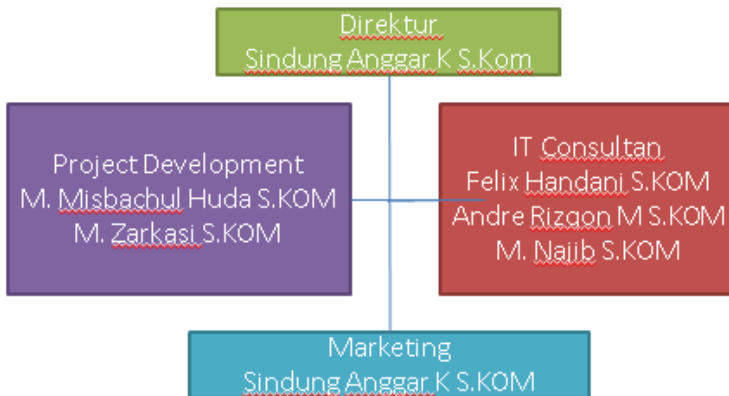 Direktur
Sindung Anggar K S.Kom
Project Development
M. Misbachul Huda S.KOM
M. Zarkasi S.KOM
IT Consultan
Felix Handani S.KOM
Andre Rizqon M S.KOM
M. Najib S.KOM
Marketing
Sindung Anggar K S.KOM